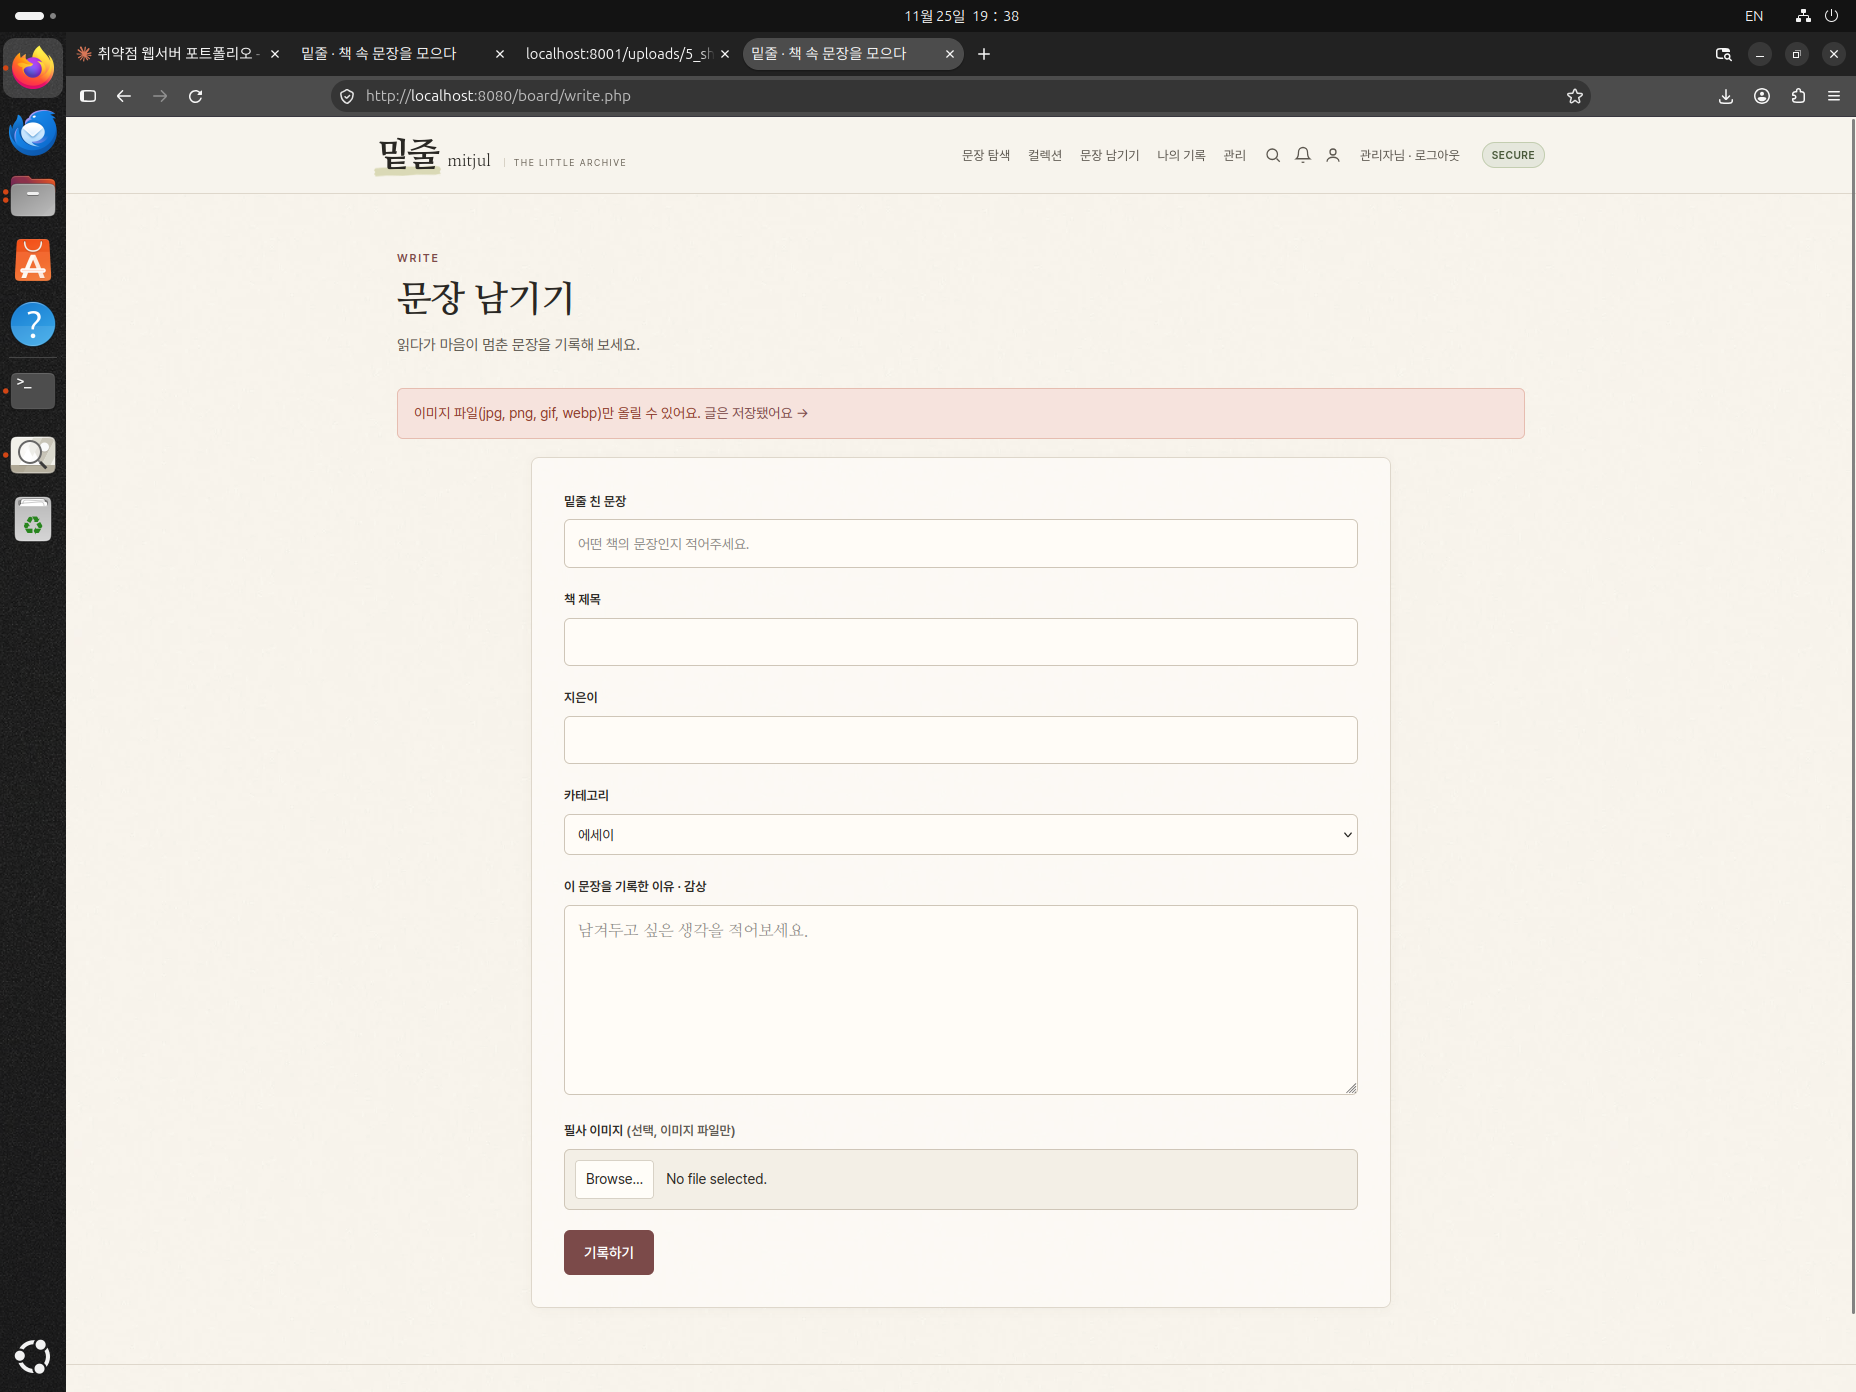 11월 25일 19 : 38
EN
취약점 웹서버 포트폴리오 -
밑줄 · 책 속 문장을 모으다
localhost:8001/uploads/5_sh
밑줄 · 책 속 문장을 모으다
http://localhost:8080/board/write.php
밑줄 mitjul THE LITTLE ARCHIVE
문장 탐색 컬렉션 문장 남기기 나의 기록 관리 관리자님 · 로그아웃 SECURE
WRITE
문장 남기기
읽다가 마음이 멈춘 문장을 기록해 보세요.
이미지 파일(jpg, png, gif, webp)만 올릴 수 있어요. 글은 저장됐어요 →
밑줄 친 문장
어떤 책의 문장인지 적어주세요.
책 제목
지은이
카테고리
에세이
이 문장을 기록한 이유 · 감상
남겨두고 싶은 생각을 적어보세요.
필사 이미지 (선택, 이미지 파일만)
Browse... No file selected.
기록하기